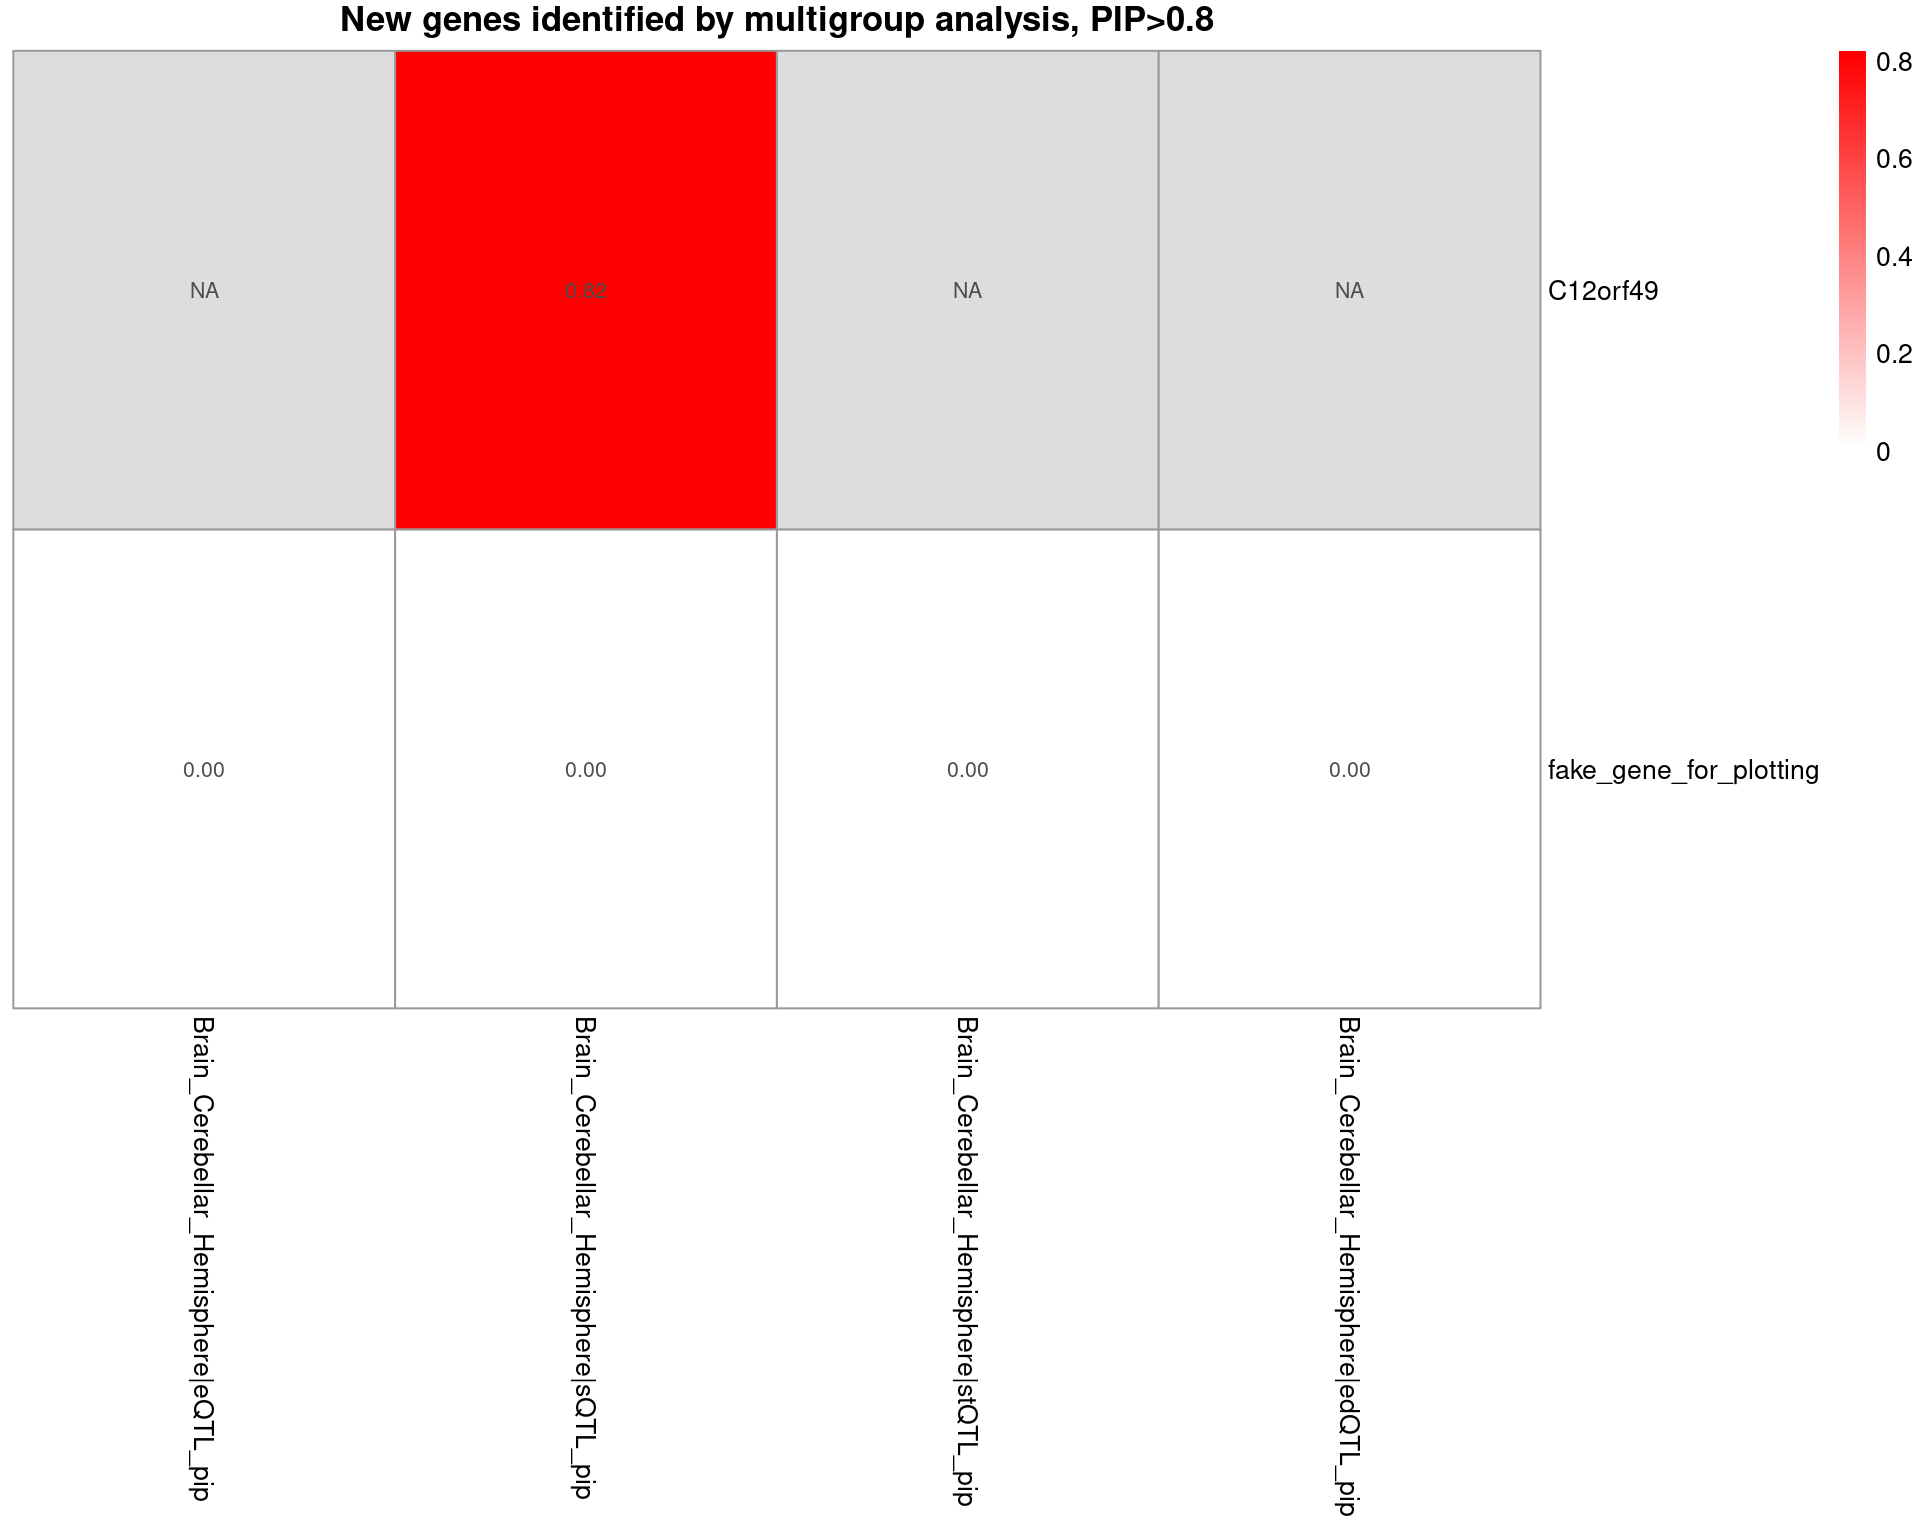 New genes identified by multigroup analysis, PIP>0.8
0.8
0.6
0.4
0.2
0
NA
0.82
NA
NA
C12orf49
0.00
0.00
0.00
0.00
fake_gene_for_plotting
Brain_Cerebellar_Hemisphere|eQTL_pip
Brain_Cerebellar_Hemisphere|sQTL_pip
Brain_Cerebellar_Hemisphere|stQTL_pip
Brain_Cerebellar_Hemisphere|edQTL_pip